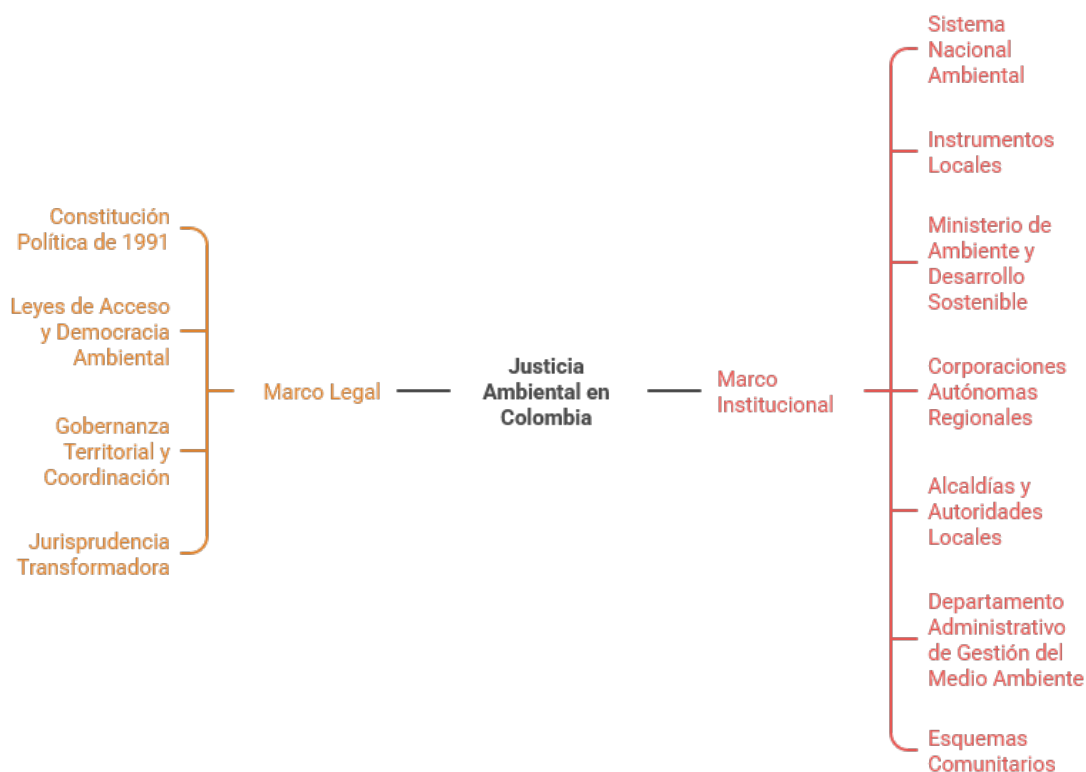 Justicia
Ambiental en
Colombia
Marco Legal
Constitución
Política de 1991
Leyes de Acceso
y Democracia
Ambiental
Gobernanza
Territorial y
Coordinación
Jurisprudencia
Transformadora
Marco
Institucional
Sistema
Nacional
Ambiental
Instrumentos
Locales
Ministerio de
Ambiente y
Desarrollo
Sostenible
Corporaciones
Autónomas
Regionales
Alcaldías y
Autoridades
Locales
Departamento
Administrativo
de Gestión del
Medio Ambiente
Esquemas
Comunitarios